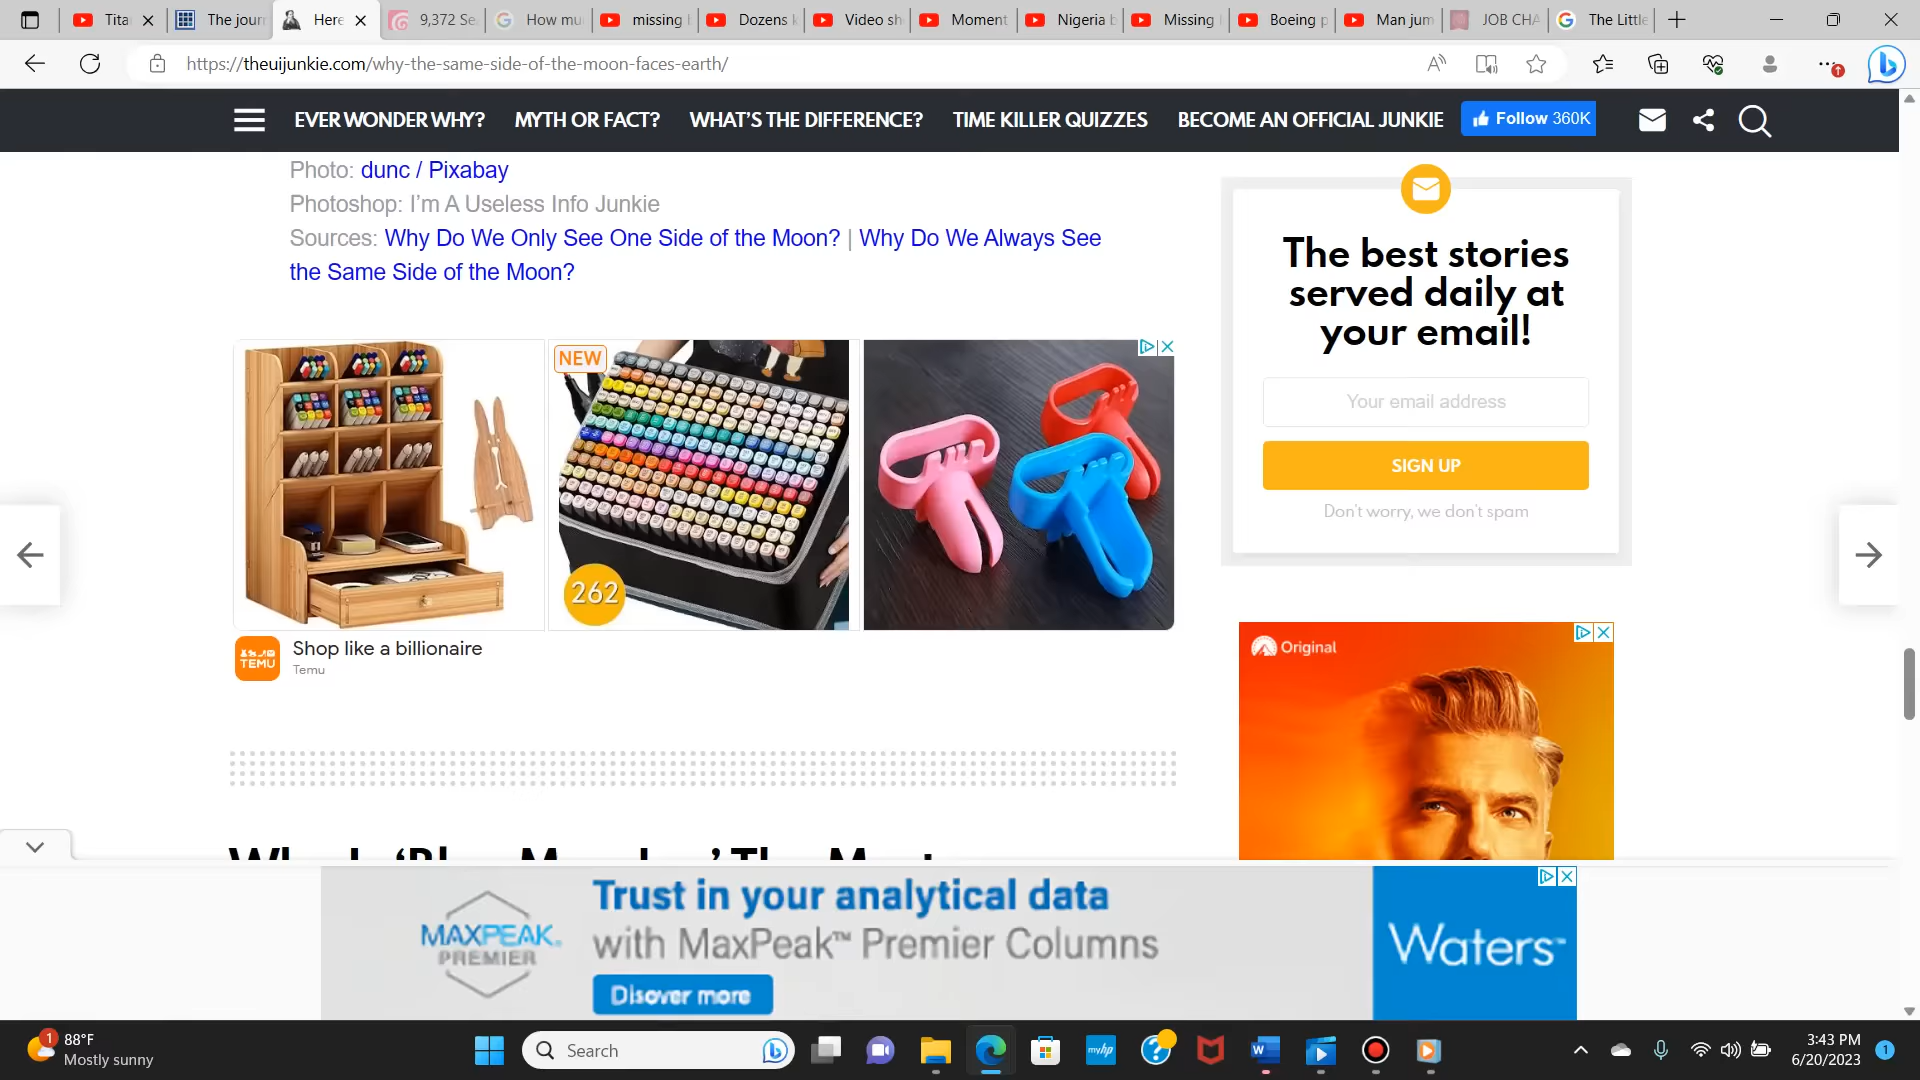 Tita
The jour
Here
9,372 Se
How mu
missing
Dozens
Video sh
Moment
Nigeria b
Missing
Boeing p
Man jum
JOB CHA
The Little
https://theuijunkie.com/why-the-same-side-of-the-moon-faces-earth/
EVER WONDER WHY? MYTH OR FACT? WHAT'S THE DIFFERENCE? TIME KILLER QUIZZES BECOME AN OFFICIAL JUNKIE Follow 360K
Photo: dunc / Pixabay
Photoshop: I'm A Useless Info Junkie
Sources: Why Do We Only See One Side of the Moon? | Why Do We Always See
the Same Side of the Moon?
NEW
262
TEMU
Shop like a billionaire
Temu
The best stories
served daily at
your email!
Your email address
SIGN UP
Don't worry, we don't spam
Original
MAXPEAK
PREMIER
Trust in your analytical data
with MaxPeak™ Premier Columns
Discover more
Waters™
1
88°F
Mostly sunny
Search
myhp
W
3:43 PM
6/20/2023
1